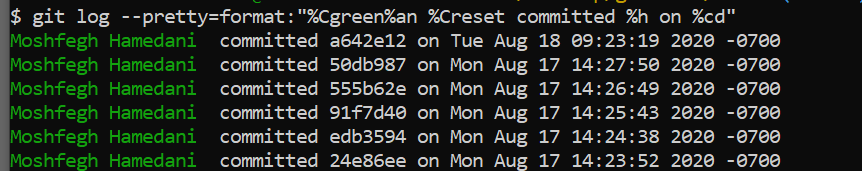 $ git log --pretty=format:"%Cgreen%an %Creset committed %h on %cd"
Moshfegh Hamedani  committed a642e12 on Tue Aug 18 09:23:19 2020 -0700
Moshfegh Hamedani  committed 50db987 on Mon Aug 17 14:27:50 2020 -0700
Moshfegh Hamedani  committed 555b62e on Mon Aug 17 14:26:49 2020 -0700
Moshfegh Hamedani  committed 91f7d40 on Mon Aug 17 14:25:43 2020 -0700
Moshfegh Hamedani  committed edb3594 on Mon Aug 17 14:24:38 2020 -0700
Moshfegh Hamedani  committed 24e86ee on Mon Aug 17 14:23:52 2020 -0700